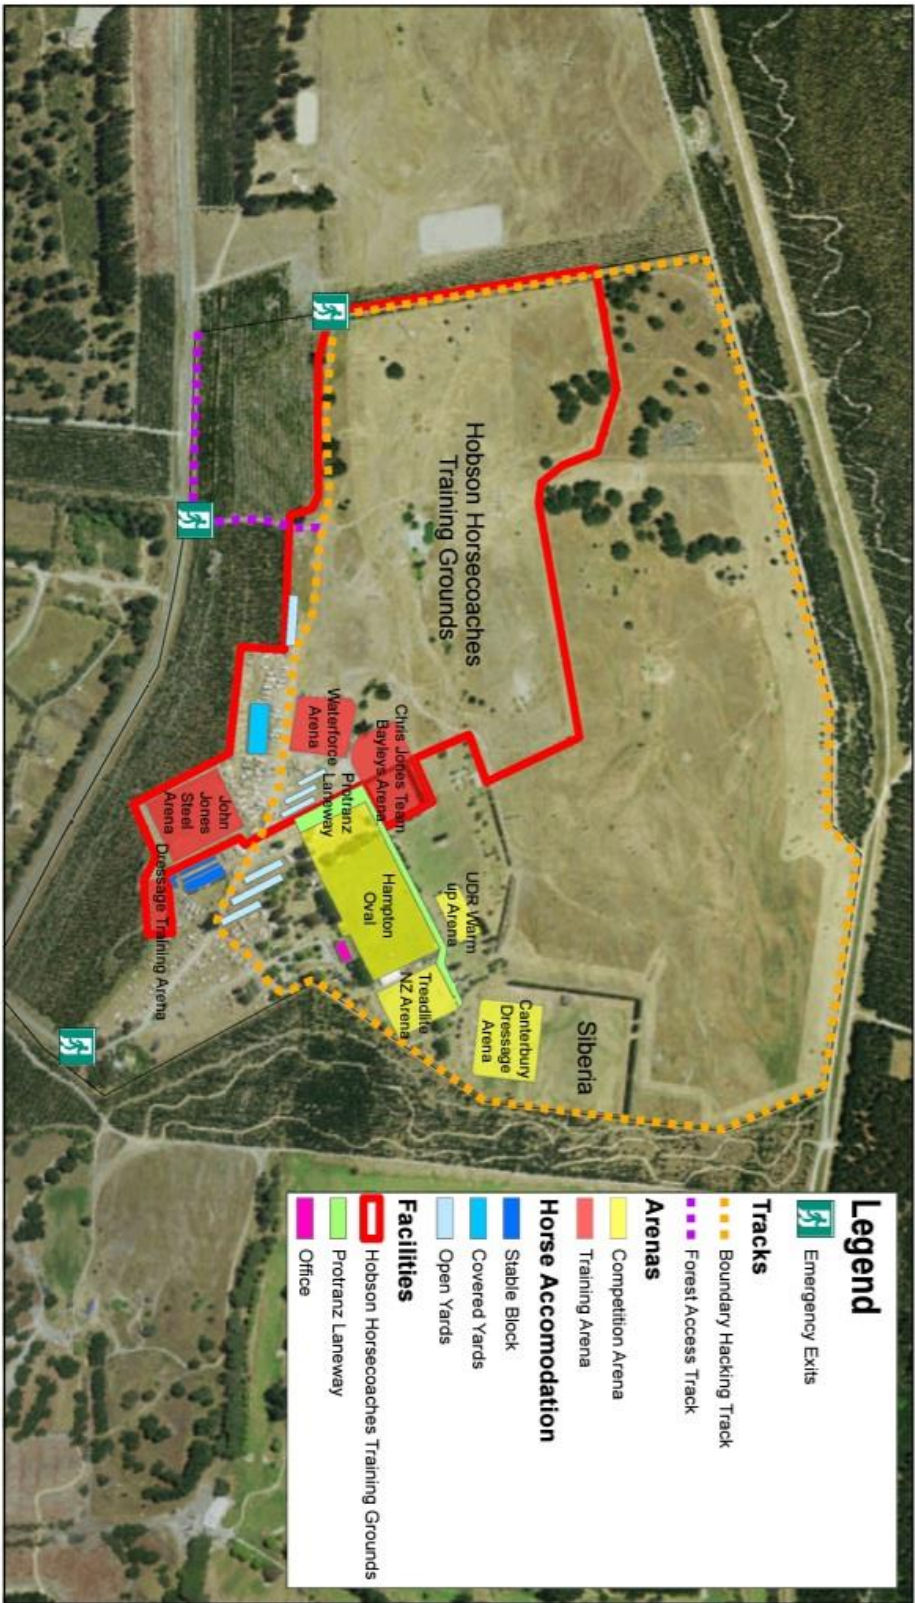 Legend
Emergency Exits
Tracks
Boundary Hacking Track
Forest Access Track
Arenas
Competition Arena
Training Arena
Horse Accomodation
Stable Block
Covered Yards
Open Yards
Facilities
Hobson Horsecoaches Training Grounds
Protranz Laneway
Office
Siberia
Canterbury
Dressage
Arena
Hobson Horsecoaches
Training Grounds
UDR Warm
up Arena
Treadlife
NZ Arena
Chris Jones Team
Bayleys Arena
Hampton
Oval
Protranz
Laneway
Waterforce
Arena
John
Jones
Steel
Arena
Dressage Training Arena